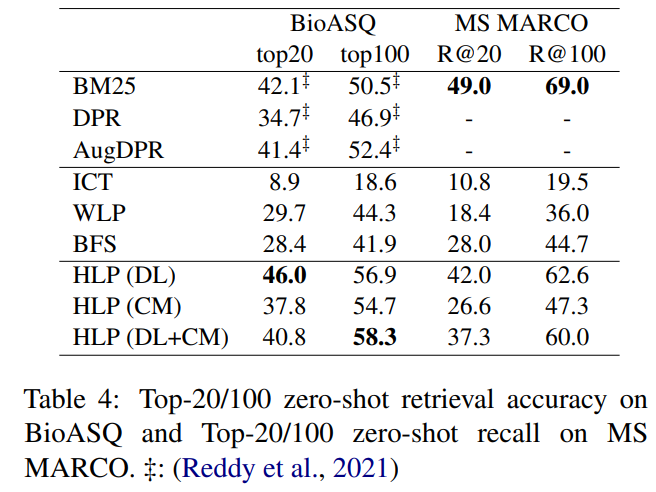 BioASQ MS MARCO
top20 top100 R@20 R@100
BM25 42.1‡ 50.5‡ 49.0 69.0
DPR 34.7‡ 46.9‡ - -
AugDPR 41.4‡ 52.4‡ - -
ICT 8.9 18.6 10.8 19.5
WLP 29.7 44.3 18.4 36.0
BFS 28.4 41.9 28.0 44.7
HLP (DL) 46.0 56.9 42.0 62.6
HLP (CM) 37.8 54.7 26.6 47.3
HLP (DL+CM) 40.8 58.3 37.3 60.0
Table 4: Top-20/100 zero-shot retrieval accuracy on
BioASQ and Top-20/100 zero-shot recall on MS
MARCO. ‡: (Reddy et al., 2021)